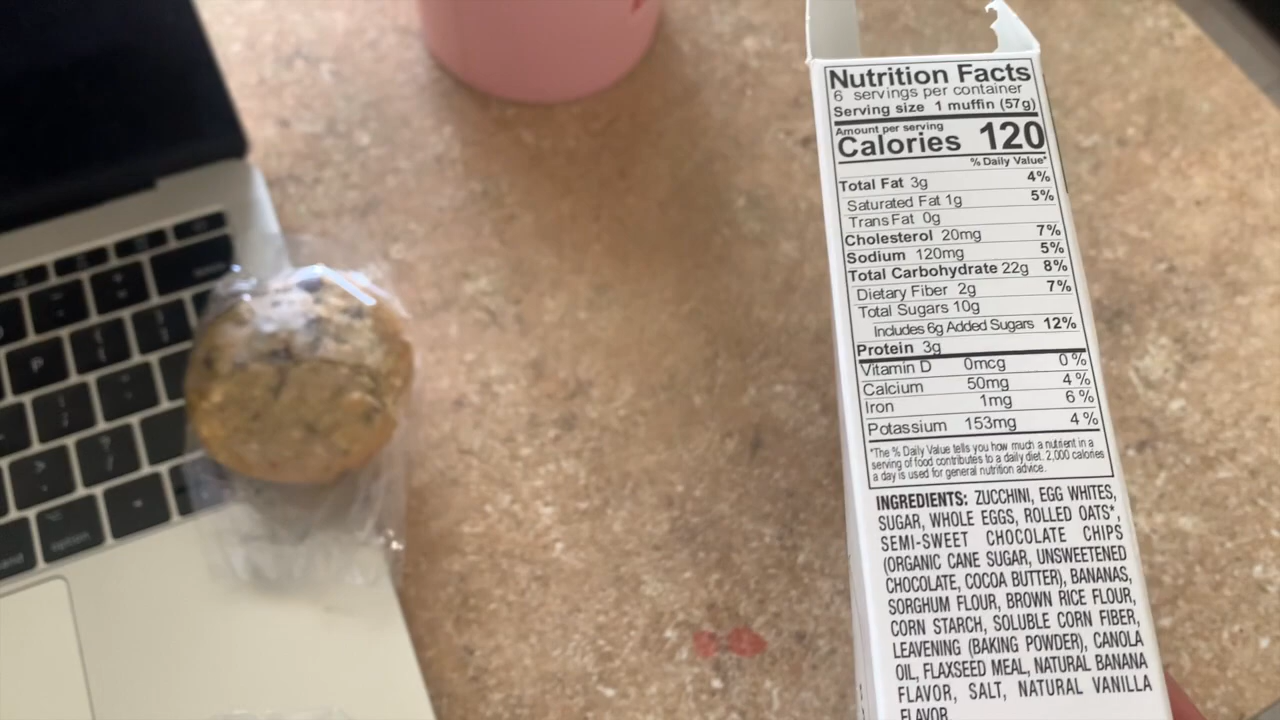 Nutrition Facts
6 servings per container
Serving size 1 muffin (57g)
Amount per serving
Calories 120
% Daily Value*
Total Fat 3g 4%
Saturated Fat 1g 5%
Trans Fat 0g
Cholesterol 20mg 7%
Sodium 120mg 5%
Total Carbohydrate 22g 8%
Dietary Fiber 2g 7%
Total Sugars 10g
Includes 6g Added Sugars 12%
Protein 3g
Vitamin D 0mcg 0%
Calcium 50mg 4%
Iron 1mg 6%
Potassium 153mg 4%
*The % Daily Value tells you how much a nutrient in a
serving of food contributes to a daily diet. 2,000 calories
a day is used for general nutrition advice.
INGREDIENTS: ZUCCHINI, EGG WHITES,
SUGAR, WHOLE EGGS, ROLLED OATS*,
SEMI-SWEET CHOCOLATE CHIPS
(ORGANIC CANE SUGAR, UNSWEETENED
CHOCOLATE, COCOA BUTTER), BANANAS,
SORGHUM FLOUR, BROWN RICE FLOUR,
CORN STARCH, SOLUBLE CORN FIBER,
LEAVENING (BAKING POWDER), CANOLA
OIL, FLAXSEED MEAL, NATURAL BANANA
FLAVOR, SALT, NATURAL VANILLA
FLAVOR
option